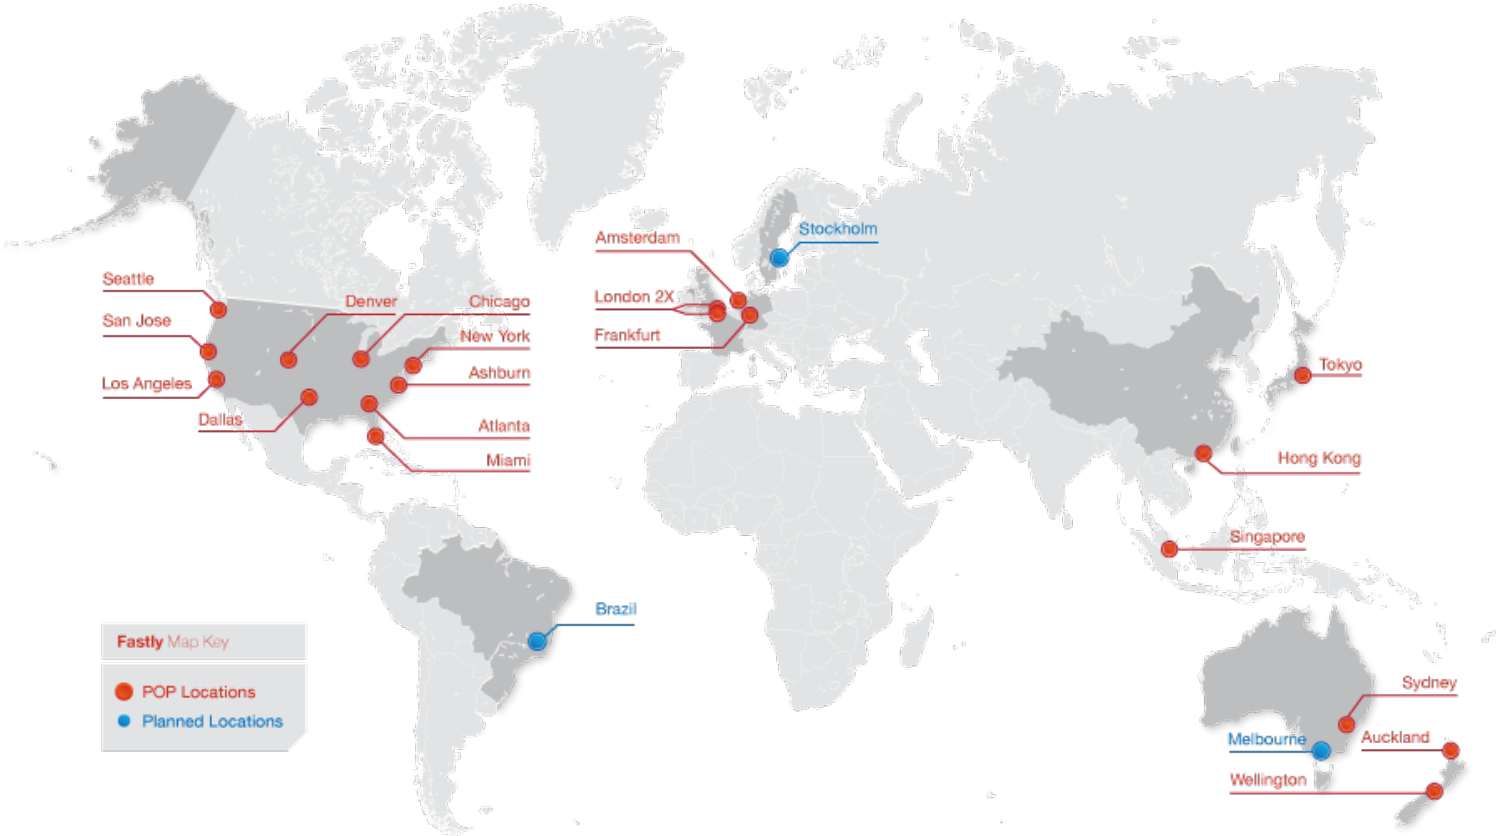 Seattle
San Jose
Los Angeles
Dallas
Denver
Chicago
New York
Ashburn
Atlanta
Miami
Amsterdam
London 2X
Frankfurt
Stockholm
Tokyo
Hong Kong
Singapore
Brazil
Sydney
Melbourne
Auckland
Wellington
Fastly Map Key
POP Locations
Planned Locations